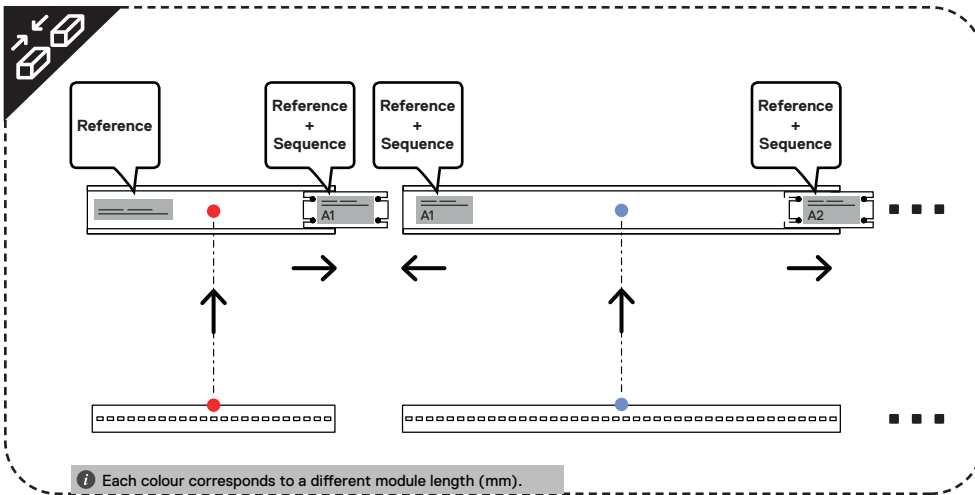 Reference
Reference
+
Sequence
Reference
+
Sequence
Reference
+
Sequence
A1
A1
A2
i Each colour corresponds to a different module length (mm).